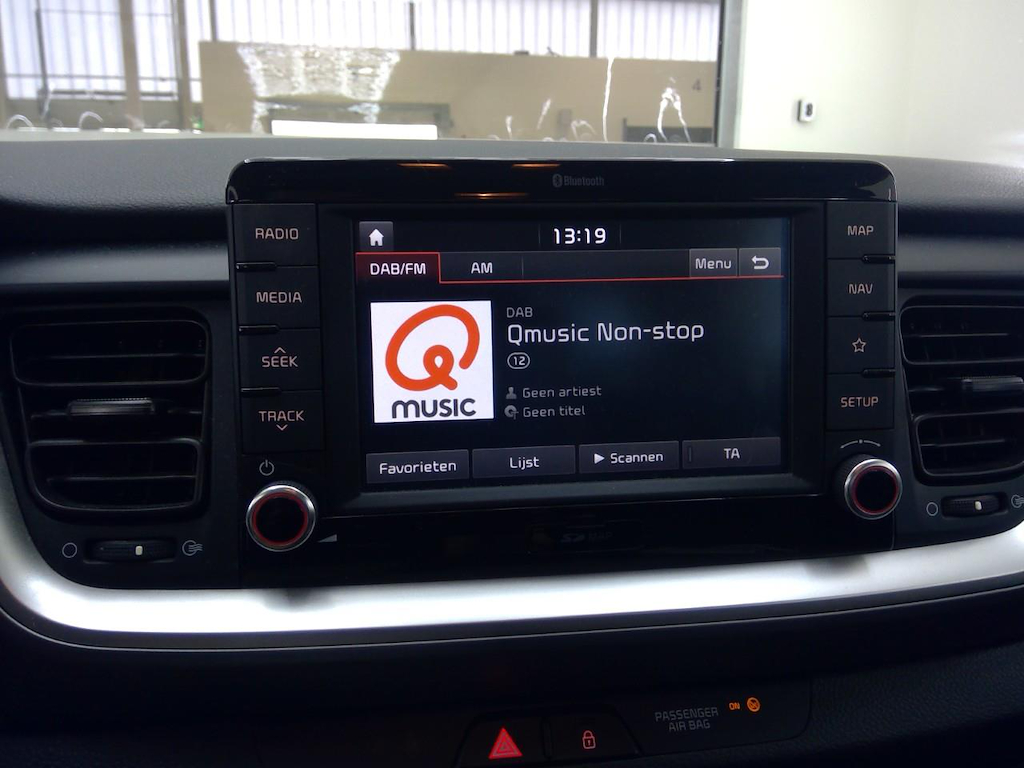 4
Bluetooth
RADIO
MEDIA
SEEK
TRACK
13:19
DAB/FM
AM
Menu
MUSIC
DAB
Qmusic Non-stop
12
Geen artiest
Geen titel
Favorieten
Lijst
Scannen
TA
MAP
NAV
SETUP
PASSENGER
AIR BAG
ON